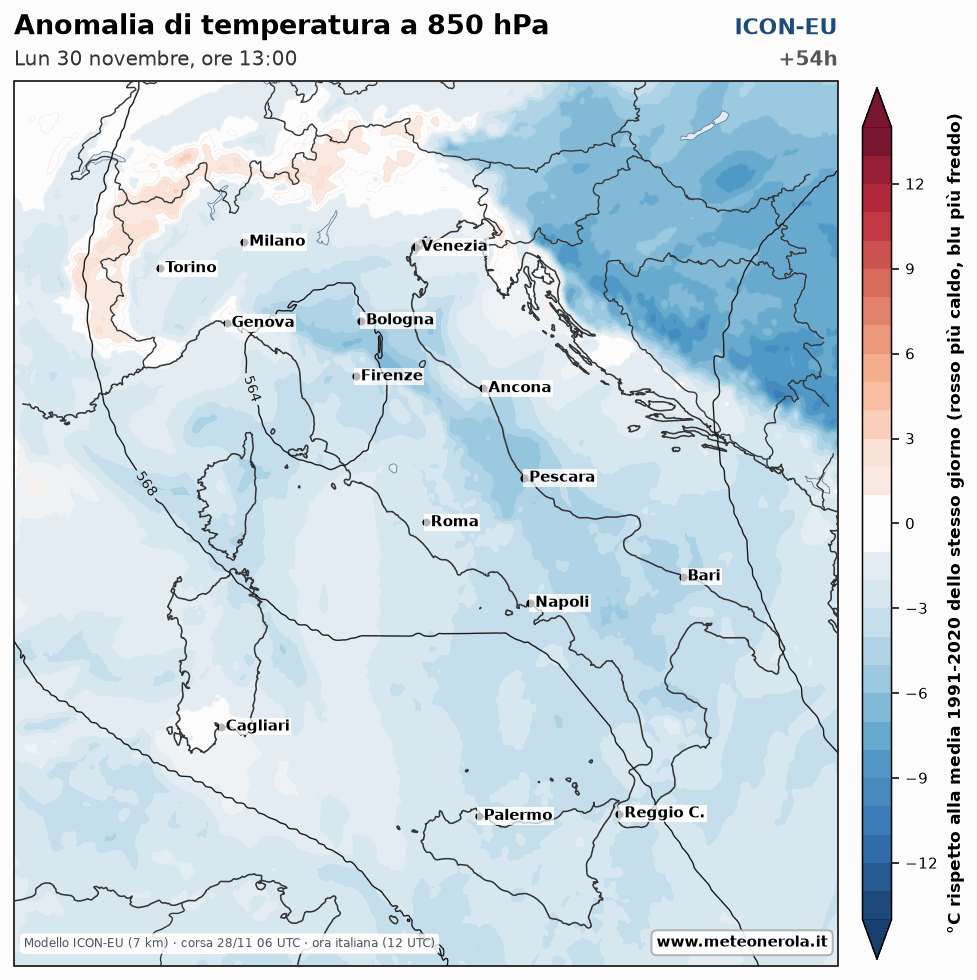 Anomalia di temperatura a 850 hPa
ICON-EU
Lun 30 novembre, ore 13:00
+54h
Milano
Venezia
Torino
Genova
Bologna
Firenze
564
Ancona
568
Pescara
Roma
Bari
Napoli
Cagliari
Palermo
Reggio C.
Modello ICON-EU (7 km) · corsa 28/11 06 UTC · ora italiana (12 UTC)
www.meteonerola.it
12
9
6
3
0
−3
−6
−9
−12
°C rispetto alla media 1991-2020 dello stesso giorno (rosso più caldo, blu più freddo)